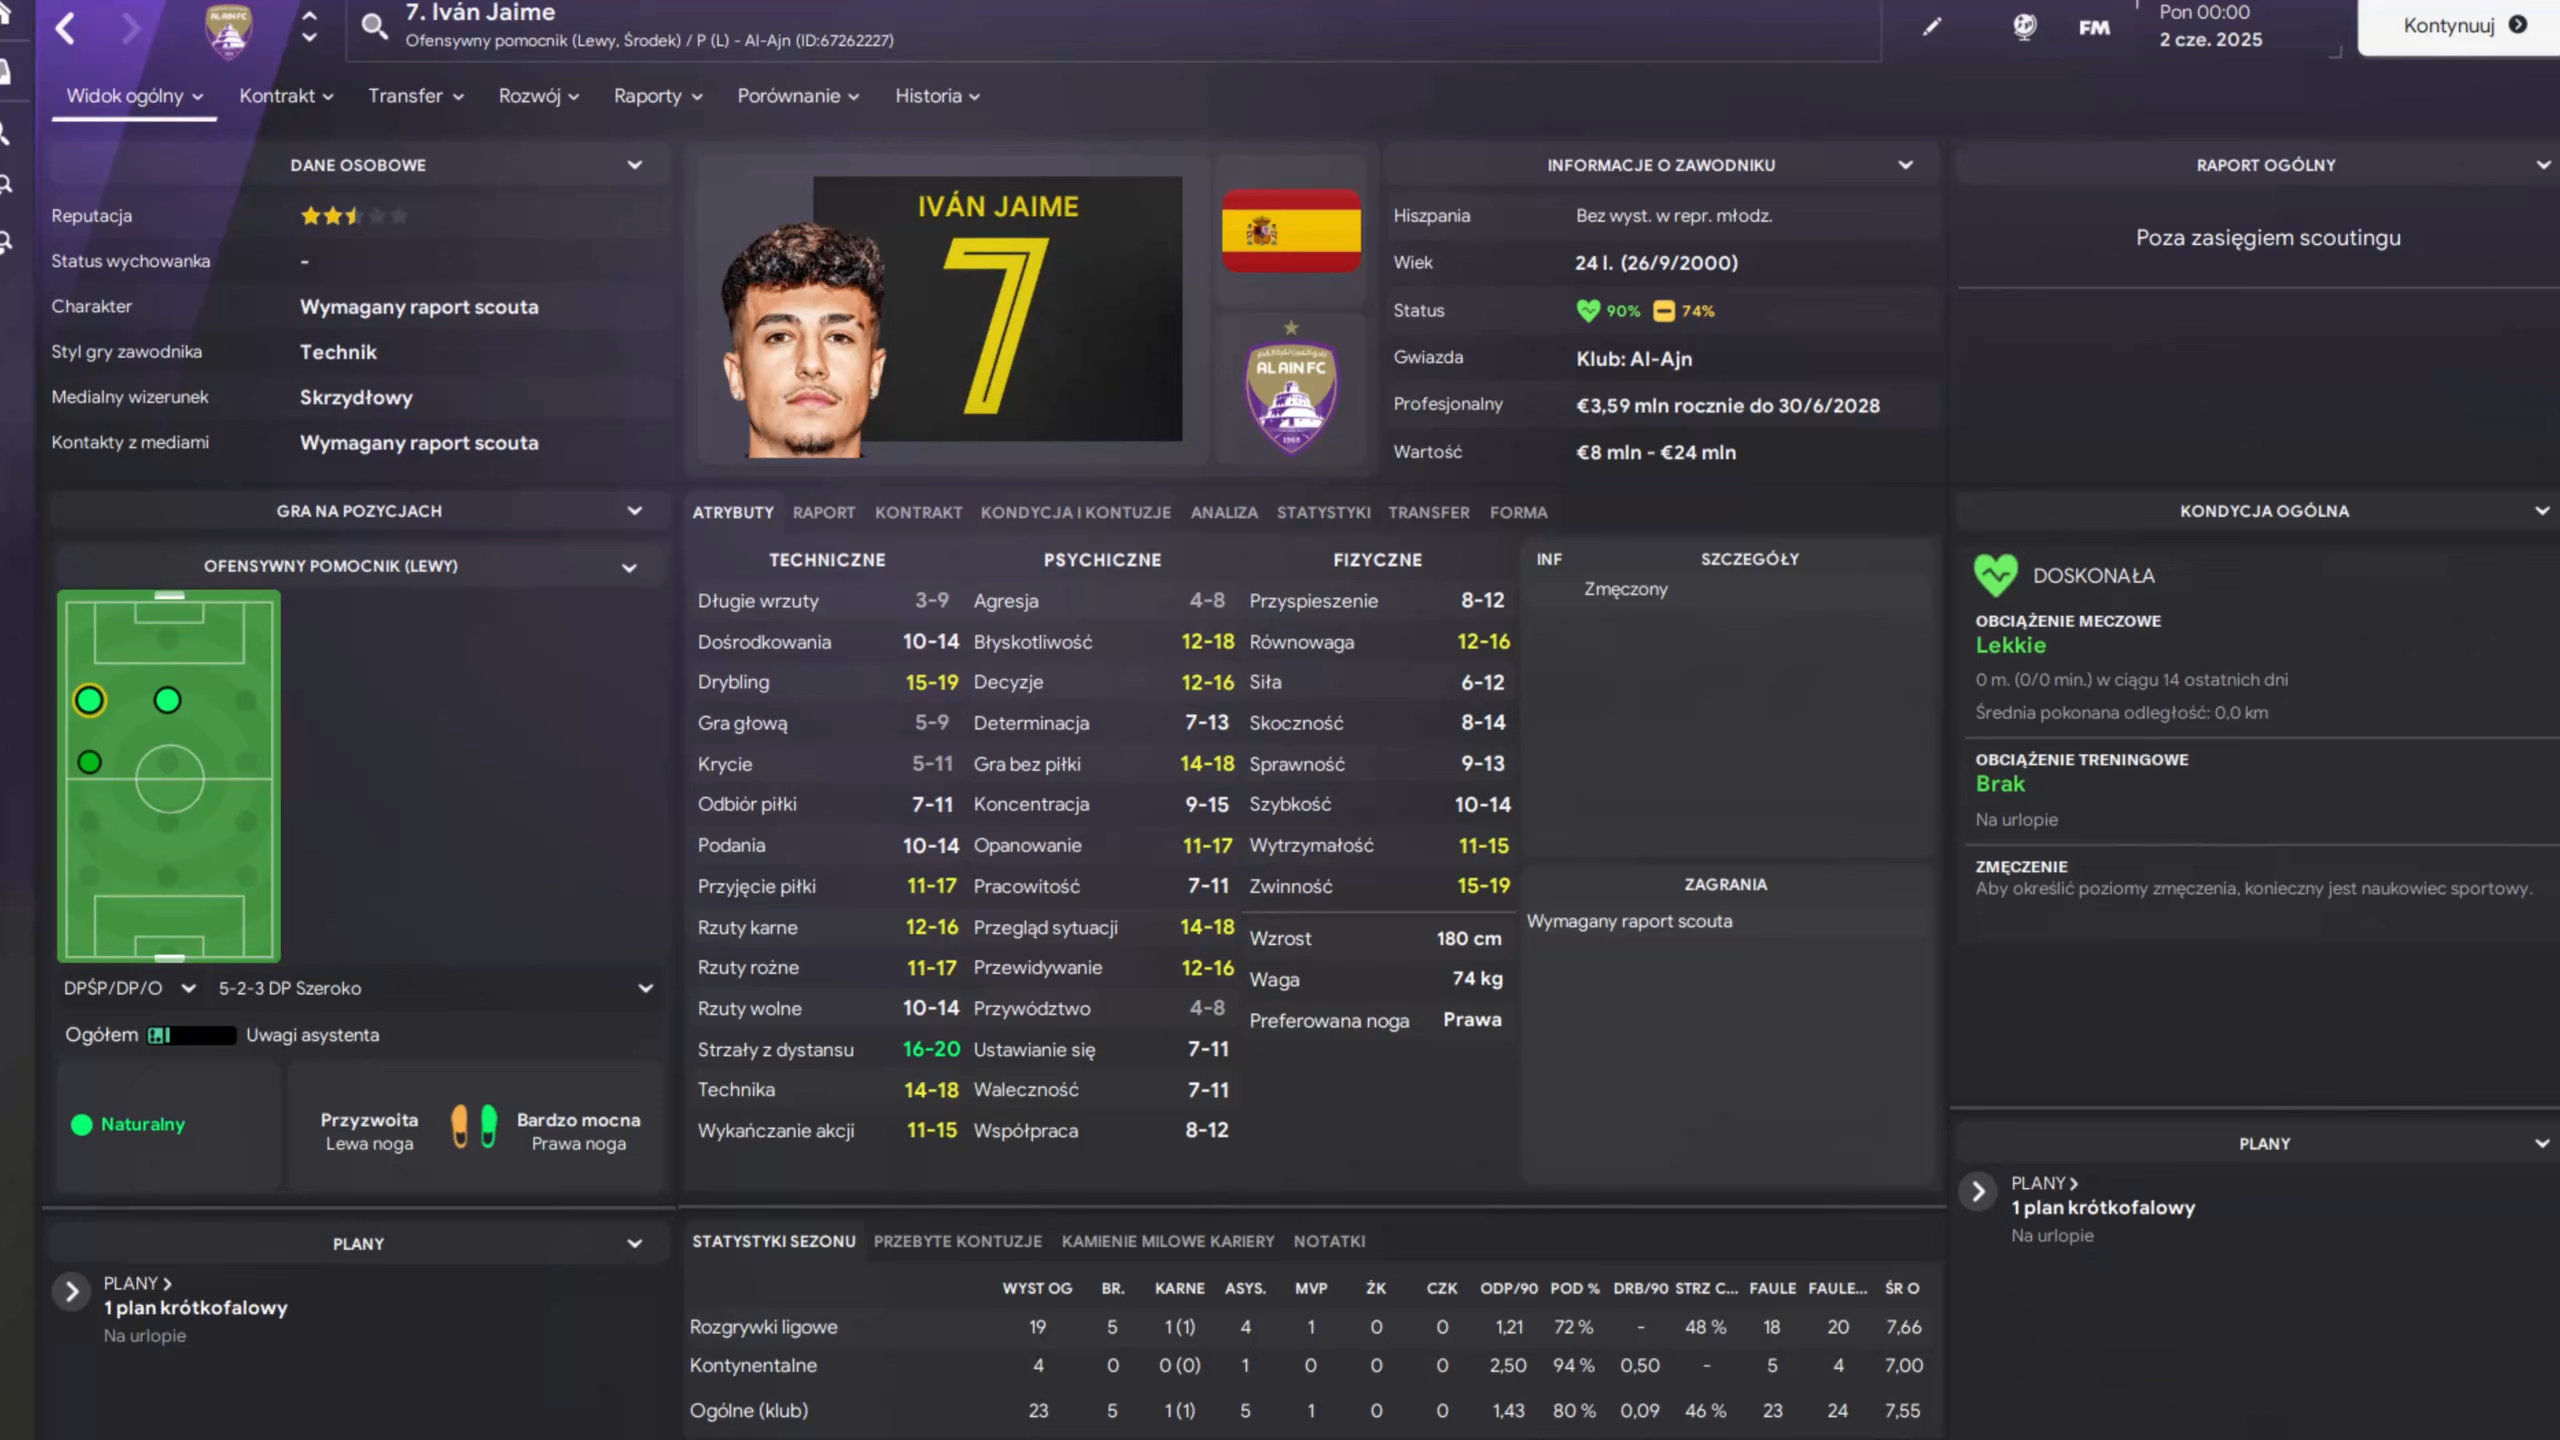 7. Iván Jaime
Ofensywny pomocnik (Lewy, Środek) / P (L) - Al-Ajn (ID:67262227)
FM
Pon 00:00
2 cze. 2025
Kontynuuj
Widok ogólny
Kontrakt
Transfer
Rozwój
Raporty
Porównanie
Historia
DANE OSOBOWE
Reputacja
Status wychowanka -
Charakter Wymagany raport scouta
Styl gry zawodnika Technik
Medialny wizerunek Skrzydłowy
Kontakty z mediami Wymagany raport scouta
IVÁN JAIME
7
AL AIN FC
1968
INFORMACJE O ZAWODNIKU
Hiszpania Bez wyst. w repr. młodz.
Wiek 24 l. (26/9/2000)
Status 90% 74%
Gwiazda Klub: Al-Ajn
Profesjonalny €3,59 mln rocznie do 30/6/2028
Wartość €8 mln - €24 mln
RAPORT OGÓLNY
Poza zasięgiem scoutingu
GRA NA POZYCJACH
OFENSYWNY POMOCNIK (LEWY)
DPŚP/DP/O 5-2-3 DP Szeroko
Ogółem Uwagi asystenta
Naturalny
Przyzwoita
Lewa noga
Bardzo mocna
Prawa noga
PLANY
PLANY
1 plan krótkofalowy
Na urlopie
ATRYBUTY RAPORT KONTRAKT KONDYCJA I KONTUZJE ANALIZA STATYSTYKI TRANSFER FORMA
TECHNICZNE
Długie wrzuty 3-9
Dośrodkowania 10-14
Drybling 15-19
Gra głową 5-9
Krycie 5-11
Odbiór piłki 7-11
Podania 10-14
Przyjęcie piłki 11-17
Rzuty karne 12-16
Rzuty rożne 11-17
Rzuty wolne 10-14
Strzały z dystansu 16-20
Technika 14-18
Wykańczanie akcji 11-15
PSYCHICZNE
Agresja 4-8
Błyskotliwość 12-18
Decyzje 12-16
Determinacja 7-13
Gra bez piłki 14-18
Koncentracja 9-15
Opanowanie 11-17
Pracowitość 7-11
Przegląd sytuacji 14-18
Przewidywanie 12-16
Przywództwo 4-8
Ustawianie się 7-11
Waleczność 7-11
Współpraca 8-12
FIZYCZNE
Przyspieszenie 8-12
Równowaga 12-16
Siła 6-12
Skoczność 8-14
Sprawność 9-13
Szybkość 10-14
Wytrzymałość 11-15
Zwinność 15-19
Wzrost 180 cm
Waga 74 kg
Preferowana noga Prawa
INF SZCZEGÓŁY
Zmęczony
ZAGRANIA
Wymagany raport scouta
STATYSTYKI SEZONU PRZEBYTE KONTUZJE KAMIENIE MILOWE KARIERY NOTATKI
WYST OG BR. KARNE ASYS. MVP ŻK CZK ODP/90 POD % DRB/90 STRZ C... FAULE FAULE... ŚR O
Rozgrywki ligowe 19 5 1 (1) 4 1 0 0 1,21 72 % - 48 % 18 20 7,66
Kontynentalne 4 0 0 (0) 1 0 0 0 2,50 94 % 0,50 - 5 4 7,00
Ogólne (klub) 23 5 1 (1) 5 1 0 0 1,43 80 % 0,09 46 % 23 24 7,55
KONDYCJA OGÓLNA
DOSKONAŁA
OBCIĄŻENIE MECZOWE
Lekkie
0 m. (0/0 min.) w ciągu 14 ostatnich dni
Średnia pokonana odległość: 0,0 km
OBCIĄŻENIE TRENINGOWE
Brak
Na urlopie
ZMĘCZENIE
Aby określić poziomy zmęczenia, konieczny jest naukowiec sportowy.
PLANY
PLANY
1 plan krótkofalowy
Na urlopie